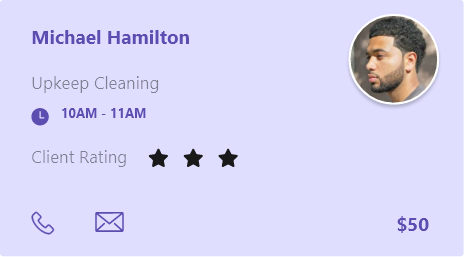 Michael Hamilton
Upkeep Cleaning
10AM - 11AM
Client Rating
$50